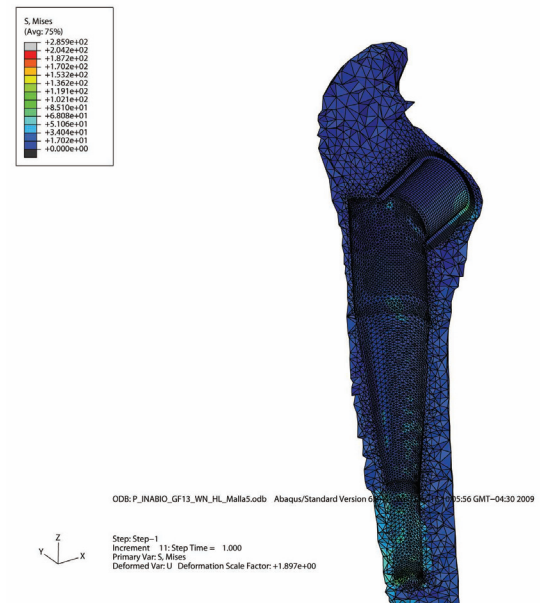 S, Mises
(Avg: 75%)
+2.859e+02
+2.042e+02
+1.872e+02
+1.702e+02
+1.532e+02
+1.362e+02
+1.191e+02
+1.021e+02
+8.510e+01
+6.808e+01
+5.106e+01
+3.404e+01
+1.702e+01
+0.000e+00
ODB: P_INABIO_GF13_WN_HL_Malla5.odb Abaqus/Standard Version 05:56 GMT−04:30 2009
Z
Y X
Step: Step−1
Increment 11: Step Time = 1.000
Primary Var: S, Mises
Deformed Var: U Deformation Scale Factor: +1.897e+00